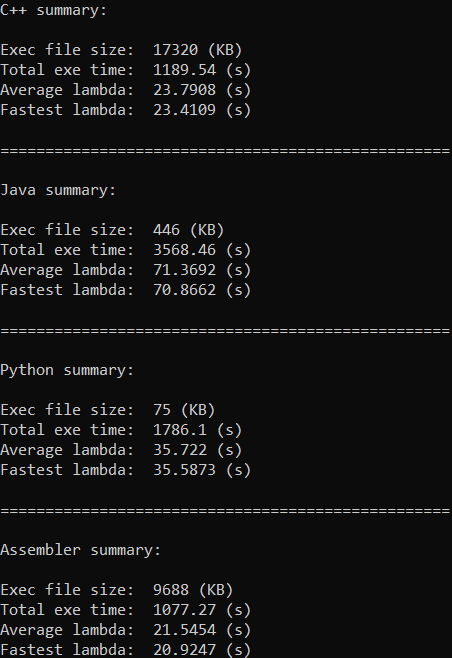 C++ summary:
Exec file size:  17320 (KB)
Total exe time:  1189.54 (s)
Average lambda:  23.7908 (s)
Fastest lambda:  23.4109 (s)
==================================================
Java summary:
Exec file size:  446 (KB)
Total exe time:  3568.46 (s)
Average lambda:  71.3692 (s)
Fastest lambda:  70.8662 (s)
==================================================
Python summary:
Exec file size:  75 (KB)
Total exe time:  1786.1 (s)
Average lambda:  35.722 (s)
Fastest lambda:  35.5873 (s)
==================================================
Assembler summary:
Exec file size:  9688 (KB)
Total exe time:  1077.27 (s)
Average lambda:  21.5454 (s)
Fastest lambda:  20.9247 (s)